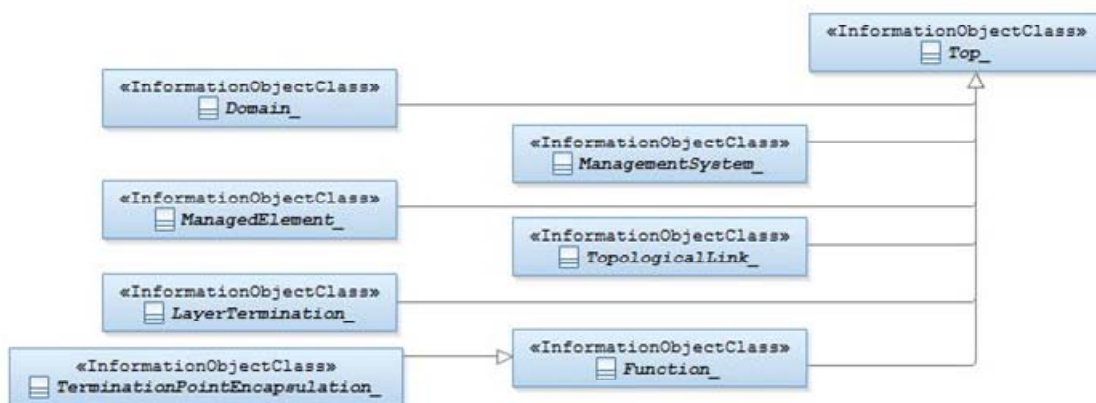 «InformationObjectClass»
Top_
«InformationObjectClass»
Domain_
«InformationObjectClass»
ManagementSystem_
«InformationObjectClass»
ManagedElement_
«InformationObjectClass»
TopologicalLink_
«InformationObjectClass»
LayerTermination_
«InformationObjectClass»
Function_
«InformationObjectClass»
TerminationPointEncapsulation_